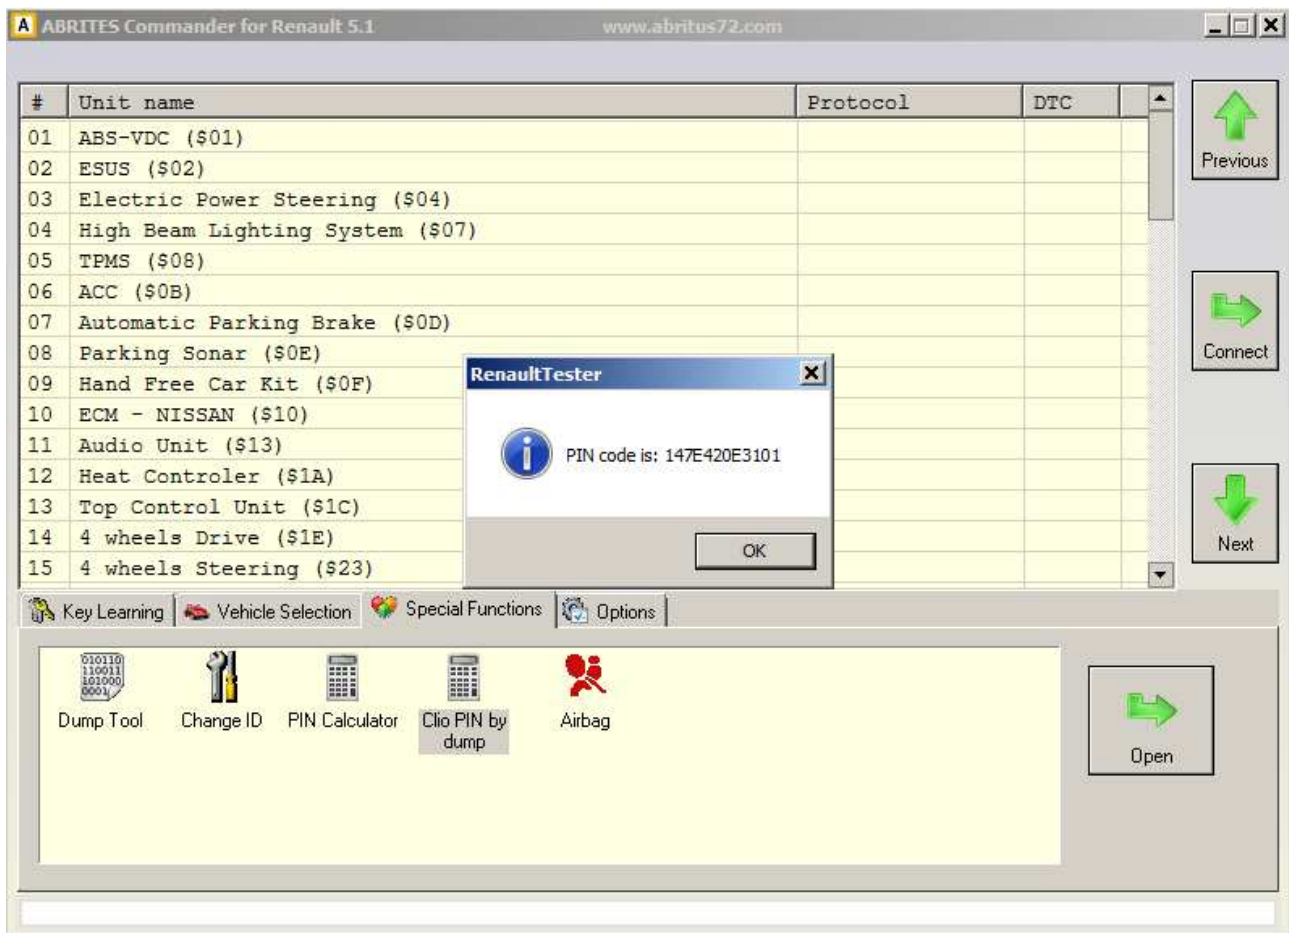 A ABRITES Commander for Renault 5.1 www.abritus72.com
# Unit name Protocol DTC
01 ABS-VDC ($01)
02 ESUS ($02)
03 Electric Power Steering ($04)
04 High Beam Lighting System ($07)
05 TPMS ($08)
06 ACC ($0B)
07 Automatic Parking Brake ($0D)
08 Parking Sonar ($0E)
09 Hand Free Car Kit ($0F)
10 ECM - NISSAN ($10)
11 Audio Unit ($13)
12 Heat Controler ($1A)
13 Top Control Unit ($1C)
14 4 wheels Drive ($1E)
15 4 wheels Steering ($23)
Previous
Connect
Next
RenaultTester
PIN code is: 147E420E3101
OK
Key Learning Vehicle Selection Special Functions Options
010110
110011
101000
0001
Dump Tool Change ID PIN Calculator Clio PIN by
dump Airbag
Open